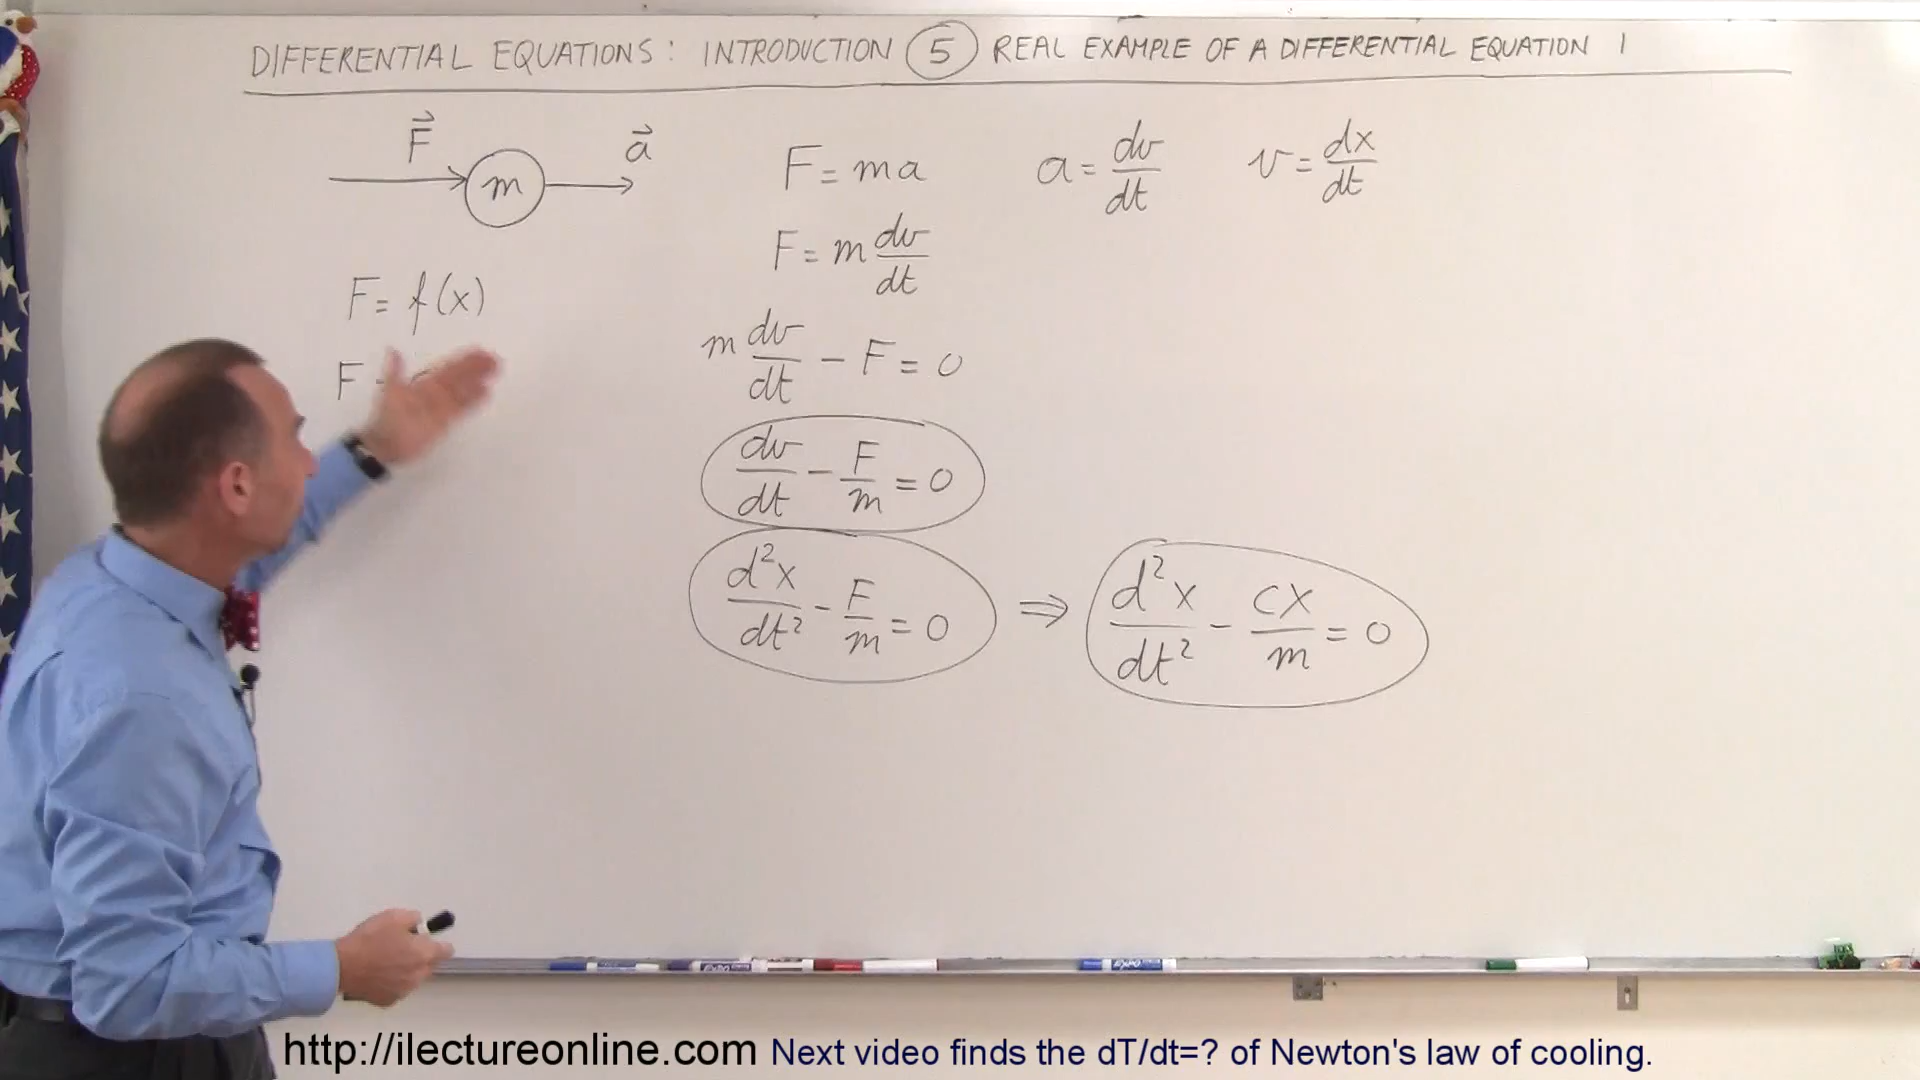 DIFFERENTIAL EQUATIONS: INTRODUCTION 5 REAL EXAMPLE OF A DIFFERENTIAL EQUATION 1
F⃗ m a⃗
F = ma a = dv/dt v = dx/dt
F = m dv/dt
F = f(x)
m dv/dt − F = 0
F =
dv/dt − F/m = 0
d²x/dt² − F/m = 0 ⇒ d²x/dt² − cx/m = 0
EXPO
EXPO
http://ilectureonline.com Next video finds the dT/dt=? of Newton's law of cooling.